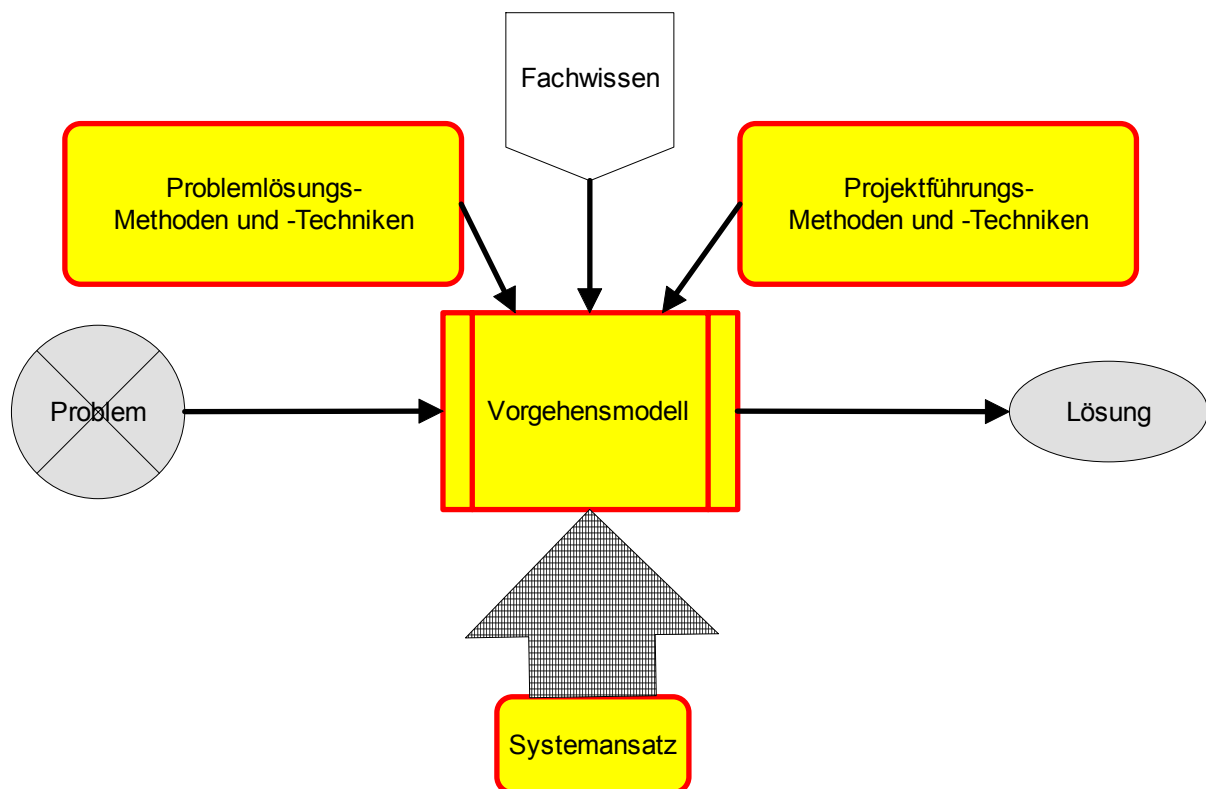 Fachwissen
Problemlösungs-
Methoden und -Techniken
Projektführungs-
Methoden und -Techniken
Problem
Vorgehensmodell
Lösung
Systemansatz